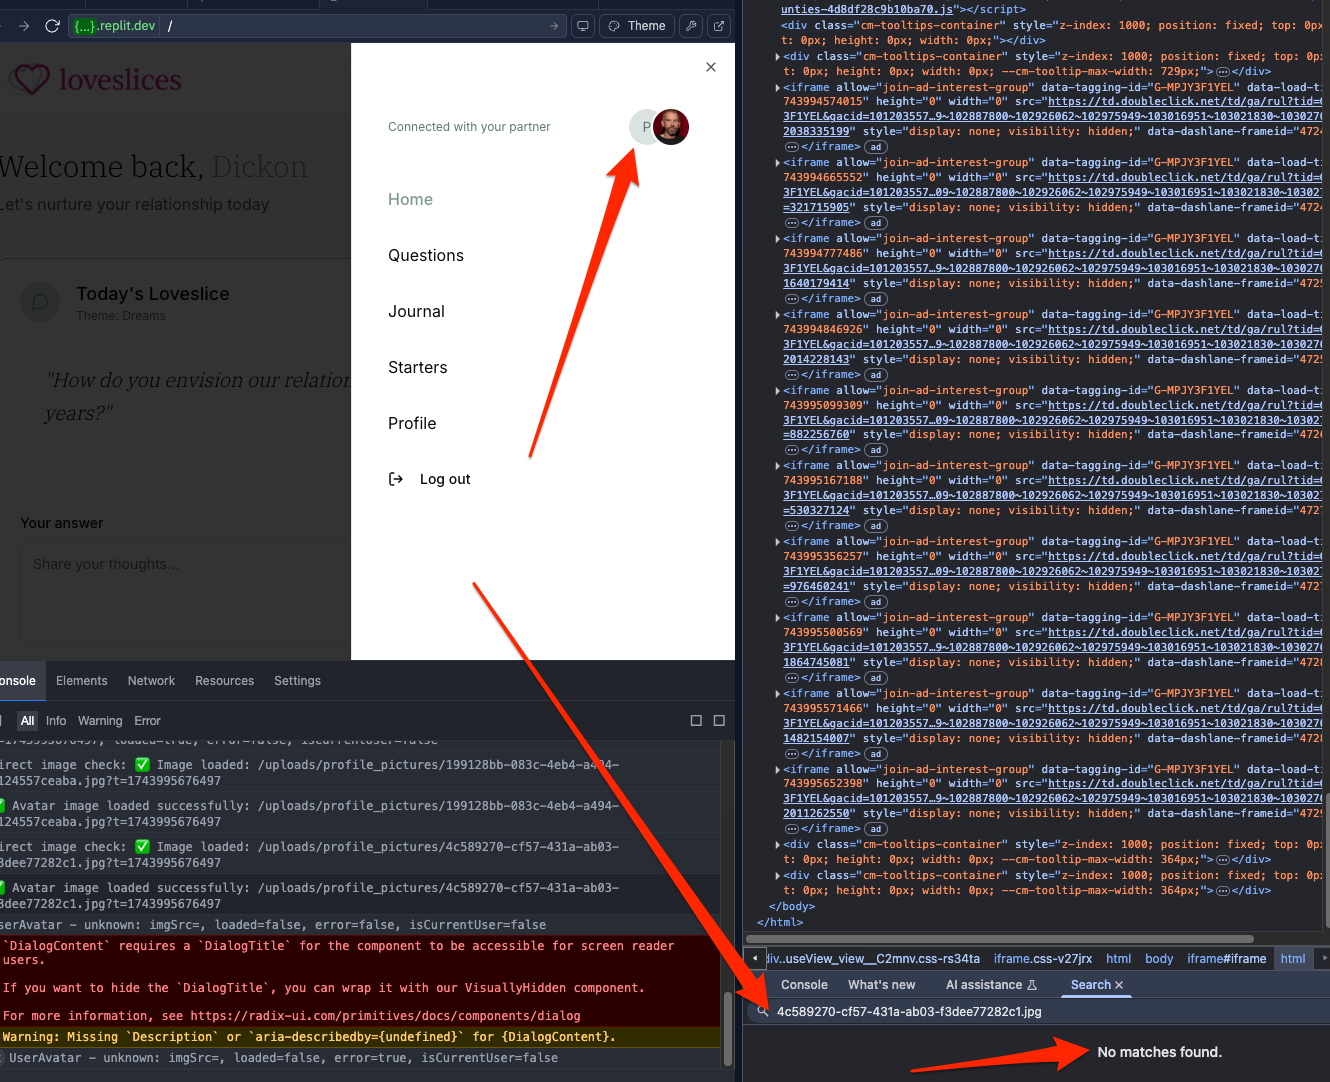 {...}.replit.dev /
Theme
loveslices
Welcome back, Dickon
Let's nurture your relationship today
Today's Loveslice
Theme: Dreams
"How do you envision our relation
years?"
Your answer
Share your thoughts...
Connected with your partner
P
Home
Questions
Journal
Starters
Profile
Log out
onsole Elements Network Resources Settings
All Info Warning Error
-1743995676497, loaded=true, error=false, isCurrentUser=false
irect image check: ✅ Image loaded: /uploads/profile_pictures/199128bb-083c-4eb4-a494-
124557ceaba.jpg?t=1743995676497
Avatar image loaded successfully: /uploads/profile_pictures/199128bb-083c-4eb4-a494-
124557ceaba.jpg?t=1743995676497
irect image check: ✅ Image loaded: /uploads/profile_pictures/4c589270-cf57-431a-ab03-
3dee77282c1.jpg?t=1743995676497
Avatar image loaded successfully: /uploads/profile_pictures/4c589270-cf57-431a-ab03-
3dee77282c1.jpg?t=1743995676497
serAvatar - unknown: imgSrc=, loaded=false, error=false, isCurrentUser=false
`DialogContent` requires a `DialogTitle` for the component to be accessible for screen reader
users.
If you want to hide the `DialogTitle`, you can wrap it with our VisuallyHidden component.
For more information, see https://radix-ui.com/primitives/docs/components/dialog
Warning: Missing `Description` or `aria-describedby={undefined}` for {DialogContent}.
UserAvatar - unknown: imgSrc=, loaded=false, error=true, isCurrentUser=false
unties-4d8df28c9b10ba70.js"></script>
<div class="cm-tooltips-container" style="z-index: 1000; position: fixed; top: 0px
t: 0px; height: 0px; width: 0px;"></div>
<div class="cm-tooltips-container" style="z-index: 1000; position: fixed; top: 0px
t: 0px; height: 0px; width: 0px; --cm-tooltip-max-width: 729px;"></div>
<iframe allow="join-ad-interest-group" data-tagging-id="G-MPJY3F1YEL" data-load-ti
743994574015" height="0" width="0" src="https://td.doubleclick.net/td/ga/rul?tid=G
3F1YEL&gacid=101203557…9~102887800~102926062~102975949~103016951~103021830~103027
2038335199" style="display: none; visibility: hidden;" data-dashlane-frameid="4724
</iframe> ad
<iframe allow="join-ad-interest-group" data-tagging-id="G-MPJY3F1YEL" data-load-ti
743994665552" height="0" width="0" src="https://td.doubleclick.net/td/ga/rul?tid=G
3F1YEL&gacid=101203557…09~102887800~102926062~102975949~103016951~103021830~10302
=321715905" style="display: none; visibility: hidden;" data-dashlane-frameid="4724
</iframe> ad
<iframe allow="join-ad-interest-group" data-tagging-id="G-MPJY3F1YEL" data-load-ti
743994777486" height="0" width="0" src="https://td.doubleclick.net/td/ga/rul?tid=G
3F1YEL&gacid=101203557…9~102887800~102926062~102975949~103016951~103021830~103027
1640179414" style="display: none; visibility: hidden;" data-dashlane-frameid="4725
</iframe> ad
<iframe allow="join-ad-interest-group" data-tagging-id="G-MPJY3F1YEL" data-load-ti
743994846926" height="0" width="0" src="https://td.doubleclick.net/td/ga/rul?tid=G
3F1YEL&gacid=101203557…9~102887800~102926062~102975949~103016951~103021830~103027
2014228143" style="display: none; visibility: hidden;" data-dashlane-frameid="4725
</iframe> ad
<iframe allow="join-ad-interest-group" data-tagging-id="G-MPJY3F1YEL" data-load-ti
743995099309" height="0" width="0" src="https://td.doubleclick.net/td/ga/rul?tid=G
3F1YEL&gacid=101203557…09~102887800~102926062~102975949~103016951~103021830~10302
=882256760" style="display: none; visibility: hidden;" data-dashlane-frameid="4726
</iframe> ad
<iframe allow="join-ad-interest-group" data-tagging-id="G-MPJY3F1YEL" data-load-ti
743995167188" height="0" width="0" src="https://td.doubleclick.net/td/ga/rul?tid=G
3F1YEL&gacid=101203557…09~102887800~102926062~102975949~103016951~103021830~10302
=530327124" style="display: none; visibility: hidden;" data-dashlane-frameid="4727
</iframe> ad
<iframe allow="join-ad-interest-group" data-tagging-id="G-MPJY3F1YEL" data-load-ti
743995356257" height="0" width="0" src="https://td.doubleclick.net/td/ga/rul?tid=G
3F1YEL&gacid=101203557…09~102887800~102926062~102975949~103016951~103021830~10302
=976460241" style="display: none; visibility: hidden;" data-dashlane-frameid="4727
</iframe> ad
<iframe allow="join-ad-interest-group" data-tagging-id="G-MPJY3F1YEL" data-load-ti
743995500569" height="0" width="0" src="https://td.doubleclick.net/td/ga/rul?tid=G
3F1YEL&gacid=101203557…9~102887800~102926062~102975949~103016951~103021830~103027
1864745081" style="display: none; visibility: hidden;" data-dashlane-frameid="4728
</iframe> ad
<iframe allow="join-ad-interest-group" data-tagging-id="G-MPJY3F1YEL" data-load-ti
743995571466" height="0" width="0" src="https://td.doubleclick.net/td/ga/rul?tid=G
3F1YEL&gacid=101203557…9~102887800~102926062~102975949~103016951~103021830~103027
1482154007" style="display: none; visibility: hidden;" data-dashlane-frameid="4728
</iframe> ad
<iframe allow="join-ad-interest-group" data-tagging-id="G-MPJY3F1YEL" data-load-ti
743995652398" height="0" width="0" src="https://td.doubleclick.net/td/ga/rul?tid=G
3F1YEL&gacid=101203557…9~102887800~102926062~102975949~103016951~103021830~103027
2011262550" style="display: none; visibility: hidden;" data-dashlane-frameid="4729
</iframe> ad
<div class="cm-tooltips-container" style="z-index: 1000; position: fixed; top: 0px
t: 0px; height: 0px; width: 0px; --cm-tooltip-max-width: 364px;"></div>
<div class="cm-tooltips-container" style="z-index: 1000; position: fixed; top: 0px
t: 0px; height: 0px; width: 0px; --cm-tooltip-max-width: 364px;"></div>
</body>
</html>
div..useView_view__C2mnv.css-rs34ta iframe.css-v27jrx html body iframe#iframe html
Console What's new AI assistance Search
4c589270-cf57-431a-ab03-f3dee77282c1.jpg
No matches found.